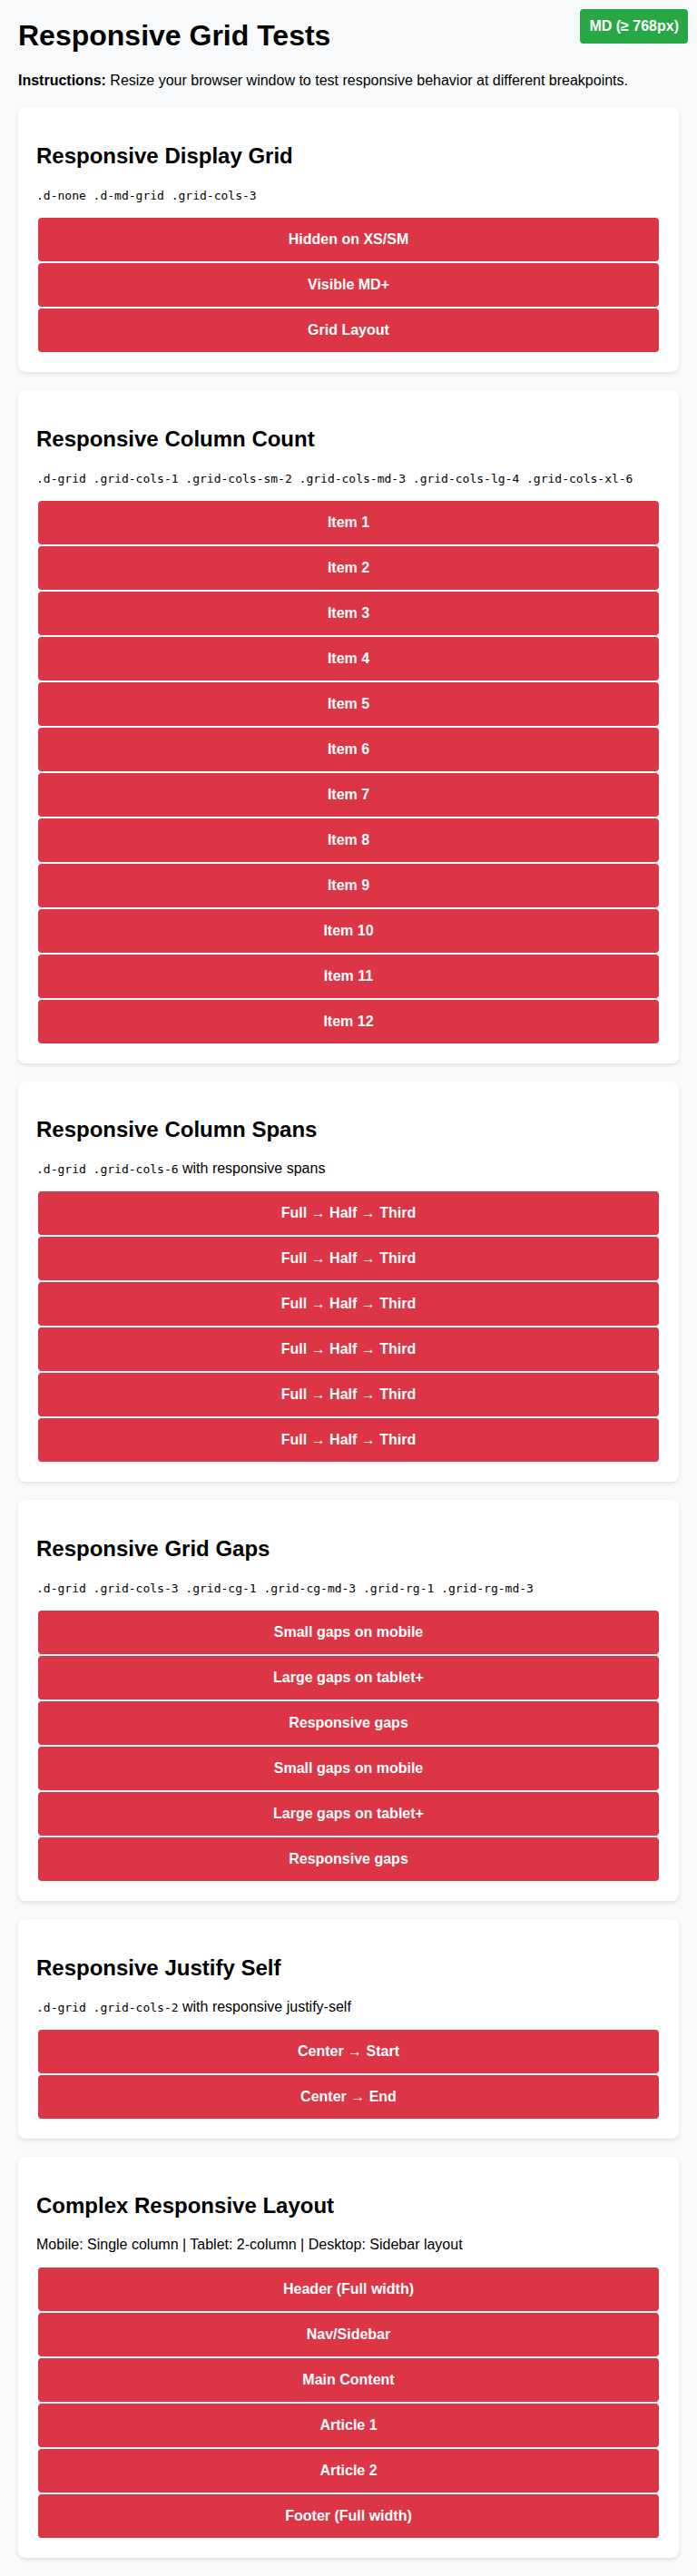 Responsive Grid Tests
MD (≥ 768px)
Instructions: Resize your browser window to test responsive behavior at different breakpoints.
Responsive Display Grid
.d-none .d-md-grid .grid-cols-3
Hidden on XS/SM
Visible MD+
Grid Layout
Responsive Column Count
.d-grid .grid-cols-1 .grid-cols-sm-2 .grid-cols-md-3 .grid-cols-lg-4 .grid-cols-xl-6
Item 1
Item 2
Item 3
Item 4
Item 5
Item 6
Item 7
Item 8
Item 9
Item 10
Item 11
Item 12
Responsive Column Spans
.d-grid .grid-cols-6 with responsive spans
Full → Half → Third
Full → Half → Third
Full → Half → Third
Full → Half → Third
Full → Half → Third
Full → Half → Third
Responsive Grid Gaps
.d-grid .grid-cols-3 .grid-cg-1 .grid-cg-md-3 .grid-rg-1 .grid-rg-md-3
Small gaps on mobile
Large gaps on tablet+
Responsive gaps
Small gaps on mobile
Large gaps on tablet+
Responsive gaps
Responsive Justify Self
.d-grid .grid-cols-2 with responsive justify-self
Center → Start
Center → End
Complex Responsive Layout
Mobile: Single column | Tablet: 2-column | Desktop: Sidebar layout
Header (Full width)
Nav/Sidebar
Main Content
Article 1
Article 2
Footer (Full width)